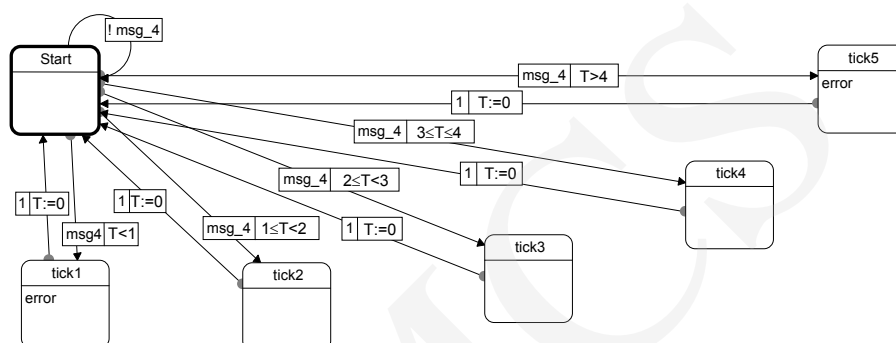 ! msg_4
Start
tick5
error
msg_4 T>4
1 T:=0
msg_4 3≤T≤4
1 T:=0
tick4
msg_4 2≤T<3
1 T:=0
1 T:=0
msg_4 1≤T<2
1 T:=0
msg4 T<1
tick3
tick1
error
tick2
MCS